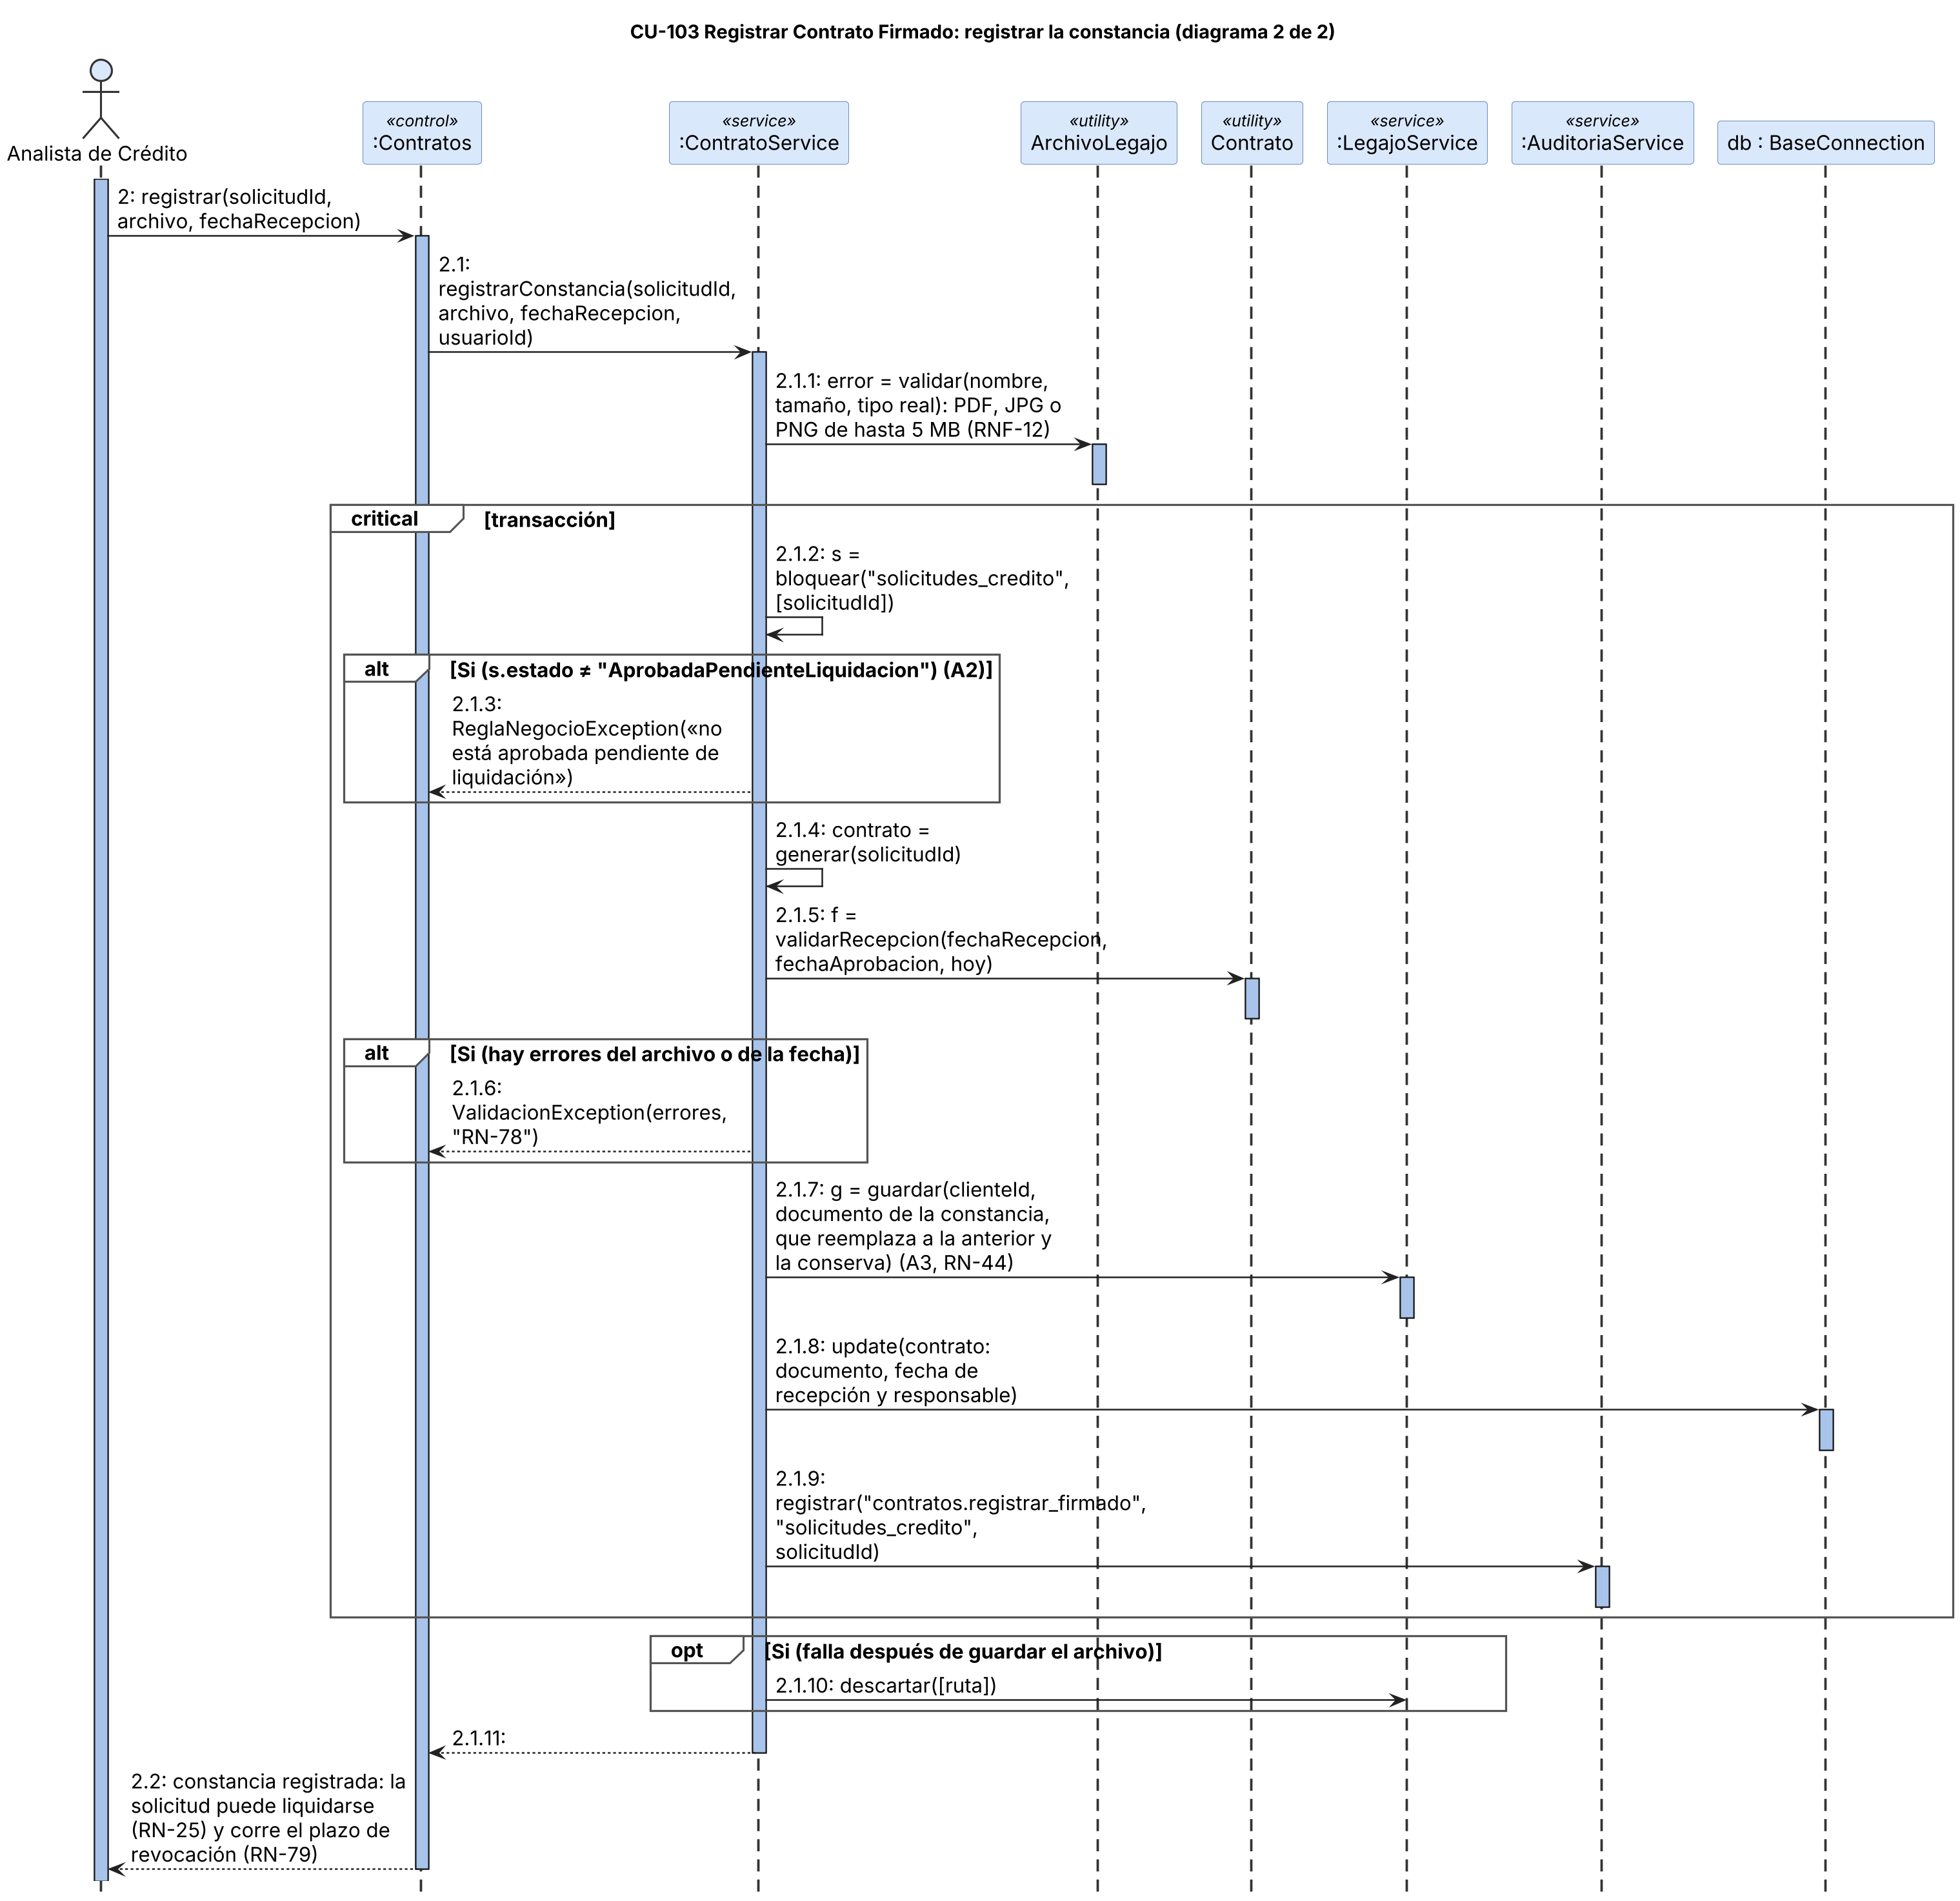 CU-103 Registrar Contrato Firmado: registrar la constancia (diagrama 2 de 2)
Analista de Crédito
«control»
:Contratos
«service»
:ContratoService
«utility»
ArchivoLegajo
«utility»
Contrato
«service»
:LegajoService
«service»
:AuditoriaService
db : BaseConnection
2: registrar(solicitudId,
archivo, fechaRecepcion)
2.1:
registrarConstancia(solicitudId,
archivo, fechaRecepcion,
usuarioId)
2.1.1: error = validar(nombre,
tamaño, tipo real): PDF, JPG o
PNG de hasta 5 MB (RNF-12)
critical
[transacción]
2.1.2: s =
bloquear("solicitudes_credito",
[solicitudId])
alt
[Si (s.estado ≠ "AprobadaPendienteLiquidacion") (A2)]
2.1.3:
ReglaNegocioException(«no
está aprobada pendiente de
liquidación»)
2.1.4: contrato =
generar(solicitudId)
2.1.5: f =
validarRecepcion(fechaRecepcion,
fechaAprobacion, hoy)
alt
[Si (hay errores del archivo o de la fecha)]
2.1.6:
ValidacionException(errores,
"RN-78")
2.1.7: g = guardar(clienteId,
documento de la constancia,
que reemplaza a la anterior y
la conserva) (A3, RN-44)
2.1.8: update(contrato:
documento, fecha de
recepción y responsable)
2.1.9:
registrar("contratos.registrar_firmado",
"solicitudes_credito",
solicitudId)
opt
[Si (falla después de guardar el archivo)]
2.1.10: descartar([ruta])
2.1.11:
2.2: constancia registrada: la
solicitud puede liquidarse
(RN-25) y corre el plazo de
revocación (RN-79)